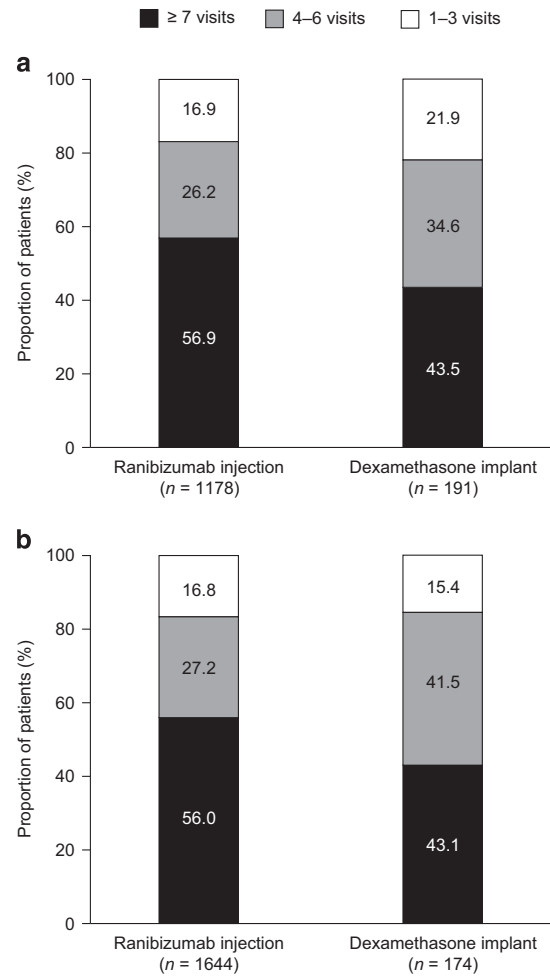 ≥ 7 visits 4–6 visits 1–3 visits
a
Proportion of patients (%)
100
80
60
40
20
0
16.9
26.2
56.9
21.9
34.6
43.5
Ranibizumab injection Dexamethasone implant
(n = 1178) (n = 191)
b
Proportion of patients (%)
100
80
60
40
20
0
16.8
27.2
56.0
15.4
41.5
43.1
Ranibizumab injection Dexamethasone implant
(n = 1644) (n = 174)